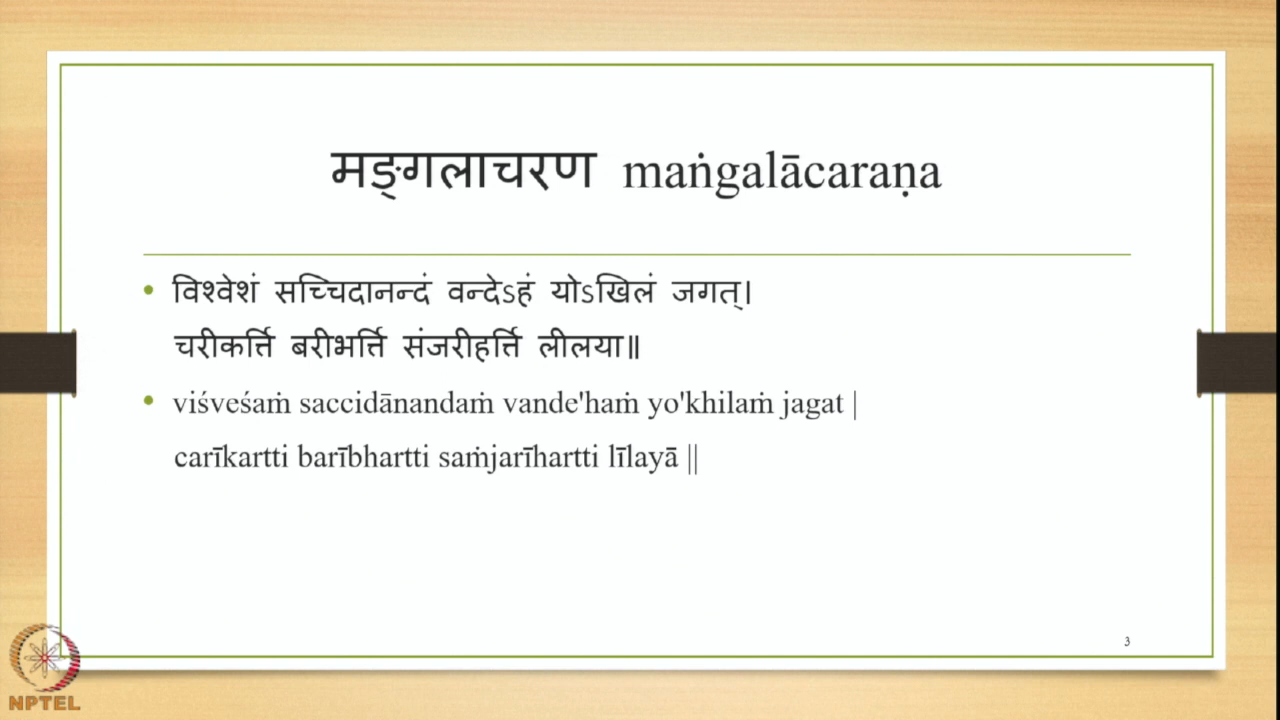 मङ्गलाचरण maṅgalācaraṇa
• विश्वेशं सच्चिदानन्दं वन्देऽहं योऽखिलं जगत्।
चरीकर्त्ति बरीभर्त्ति संजरीहर्त्ति लीलया॥
• viśveśaṁ saccidānandaṁ vande'haṁ yo'khilaṁ jagat |
carīkartti barībhartti saṁjarīhartti līlayā ||
3
NPTEL